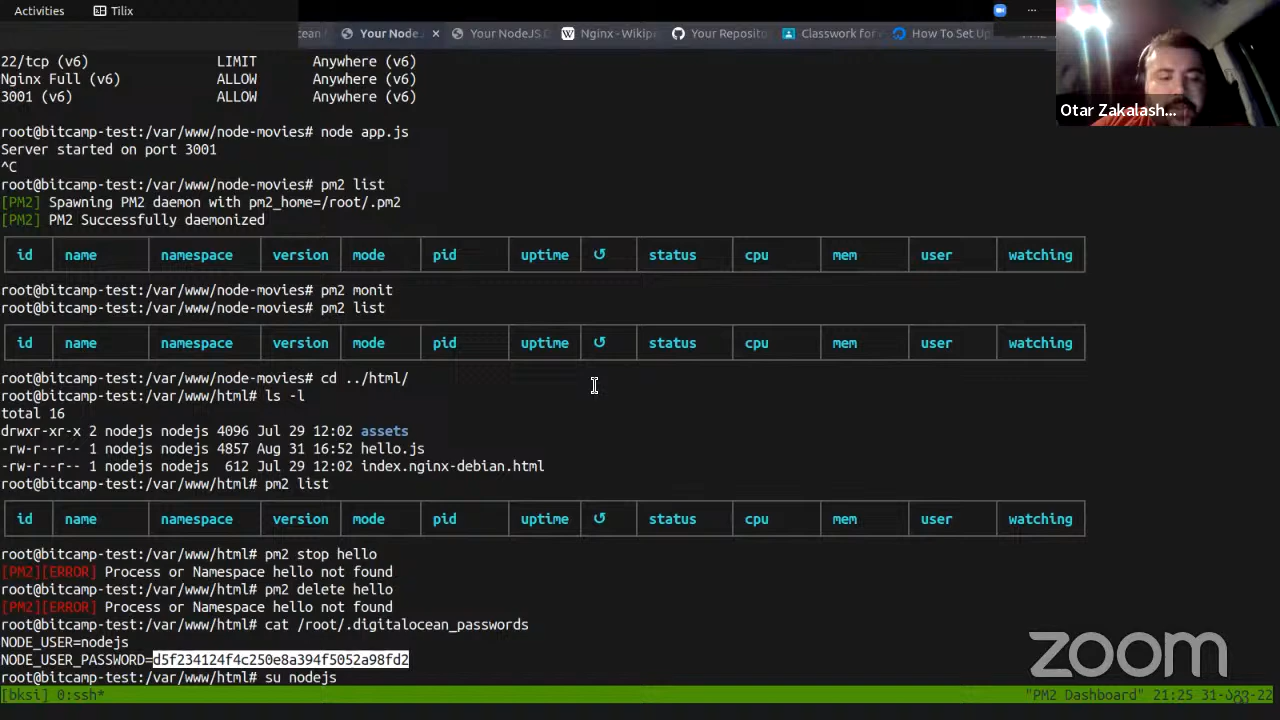 Activities Tilix
cean Your Node. × Your NodeJS D Nginx - Wikipe Your Reposito Classwork for How To Set U
22/tcp (v6) LIMIT Anywhere (v6)
Nginx Full (v6) ALLOW Anywhere (v6)
3001 (v6) ALLOW Anywhere (v6)
Otar Zakalash...
root@bitcamp-test:/var/www/node-movies# node app.js
Server started on port 3001
^C
root@bitcamp-test:/var/www/node-movies# pm2 list
[PM2] Spawning PM2 daemon with pm2_home=/root/.pm2
[PM2] PM2 Successfully daemonized
id name namespace version mode pid uptime ↺ status cpu mem user watching
root@bitcamp-test:/var/www/node-movies# pm2 monit
root@bitcamp-test:/var/www/node-movies# pm2 list
id name namespace version mode pid uptime ↺ status cpu mem user watching
root@bitcamp-test:/var/www/node-movies# cd ../html/
root@bitcamp-test:/var/www/html# ls -l
total 16
drwxr-xr-x 2 nodejs nodejs 4096 Jul 29 12:02 assets
-rw-r--r-- 1 nodejs nodejs 4857 Aug 31 16:52 hello.js
-rw-r--r-- 1 nodejs nodejs  612 Jul 29 12:02 index.nginx-debian.html
root@bitcamp-test:/var/www/html# pm2 list
id name namespace version mode pid uptime ↺ status cpu mem user watching
root@bitcamp-test:/var/www/html# pm2 stop hello
[PM2][ERROR] Process or Namespace hello not found
root@bitcamp-test:/var/www/html# pm2 delete hello
[PM2][ERROR] Process or Namespace hello not found
root@bitcamp-test:/var/www/html# cat /root/.digitalocean_passwords
NODE_USER=nodejs
NODE_USER_PASSWORD=d5f234124f4c250e8a394f5052a98fd2
root@bitcamp-test:/var/www/html# su nodejs
zoom
[bksi] 0:ssh* "PM2 Dashboard" 21:25 31-აგვ-22